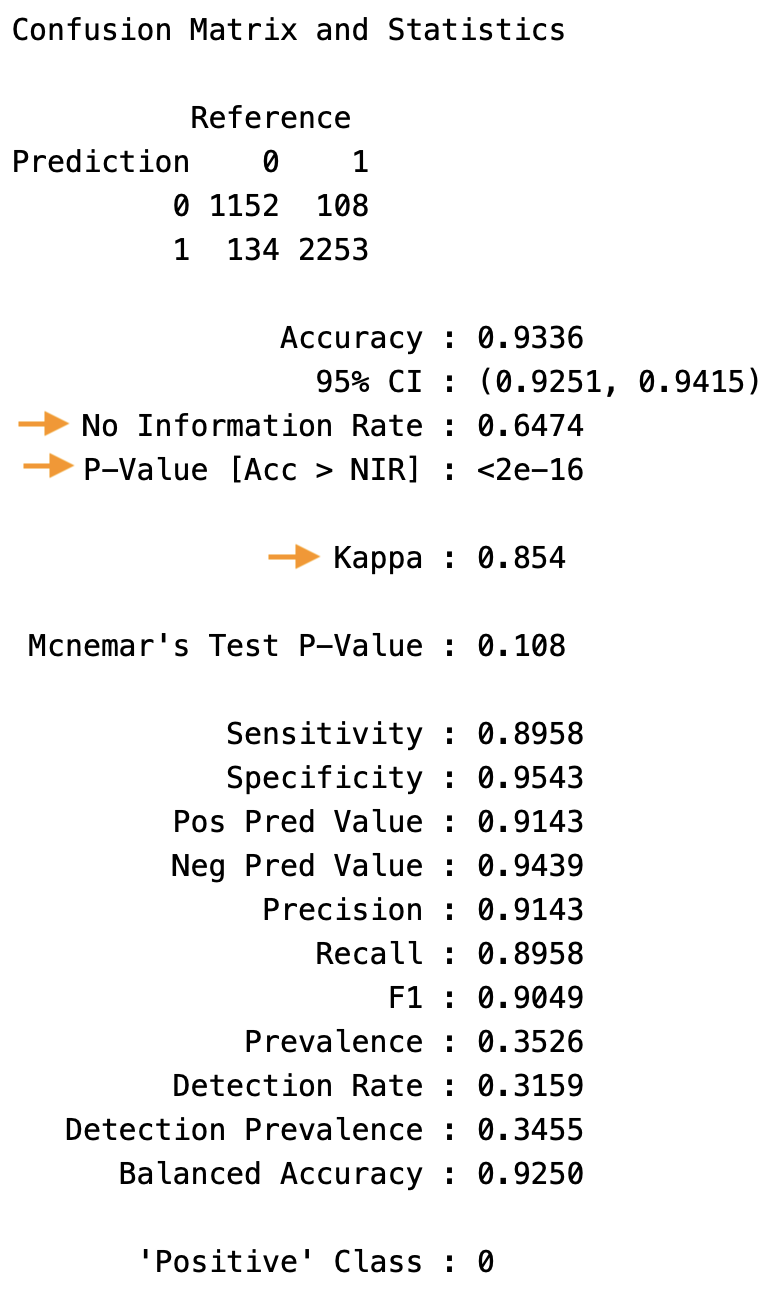 Confusion Matrix and Statistics
Reference
Prediction 0 1
0 1152 108
1 134 2253
Accuracy : 0.9336
95% CI : (0.9251, 0.9415)
No Information Rate : 0.6474
P-Value [Acc > NIR] : <2e-16
Kappa : 0.854
Mcnemar's Test P-Value : 0.108
Sensitivity : 0.8958
Specificity : 0.9543
Pos Pred Value : 0.9143
Neg Pred Value : 0.9439
Precision : 0.9143
Recall : 0.8958
F1 : 0.9049
Prevalence : 0.3526
Detection Rate : 0.3159
Detection Prevalence : 0.3455
Balanced Accuracy : 0.9250
'Positive' Class : 0